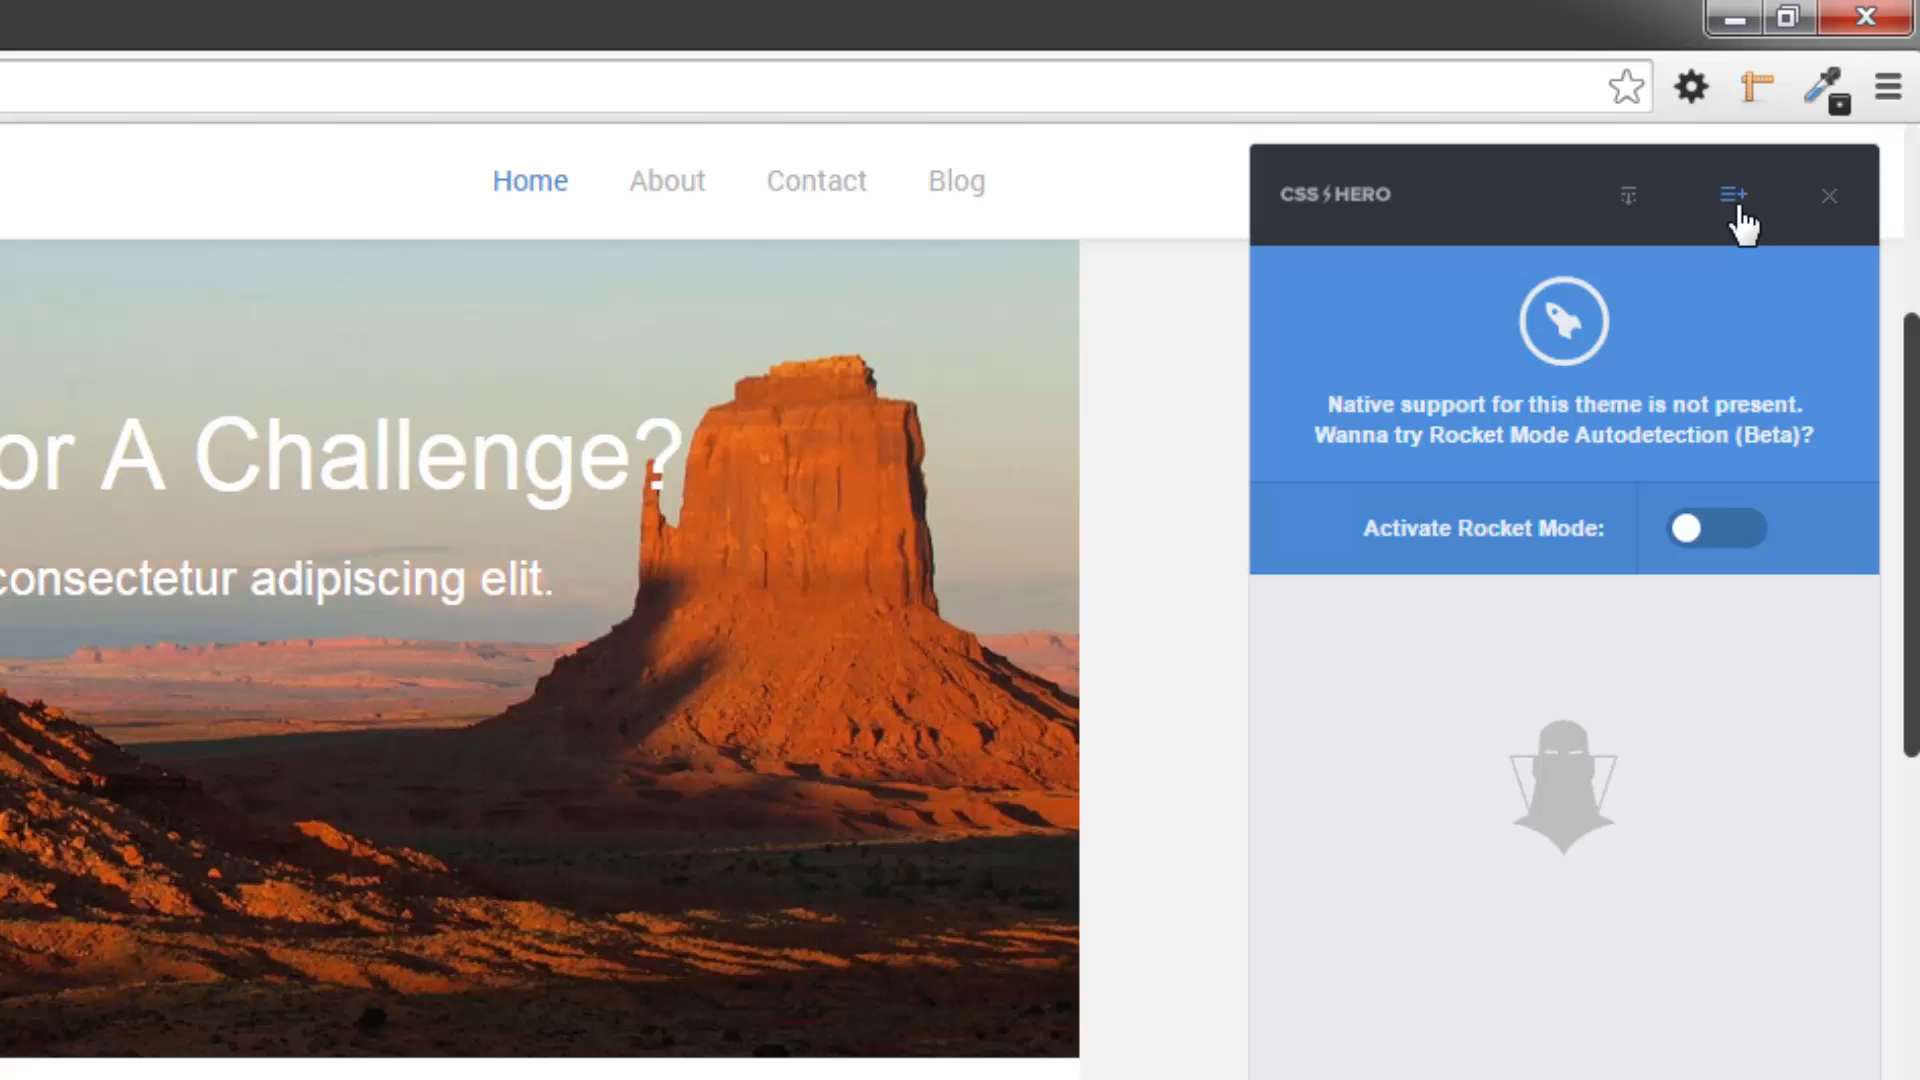 Home About Contact Blog
CSS HERO
Native support for this theme is not present.
Wanna try Rocket Mode Autodetection (Beta)?
Activate Rocket Mode:
or A Challenge?
consectetur adipiscing elit.